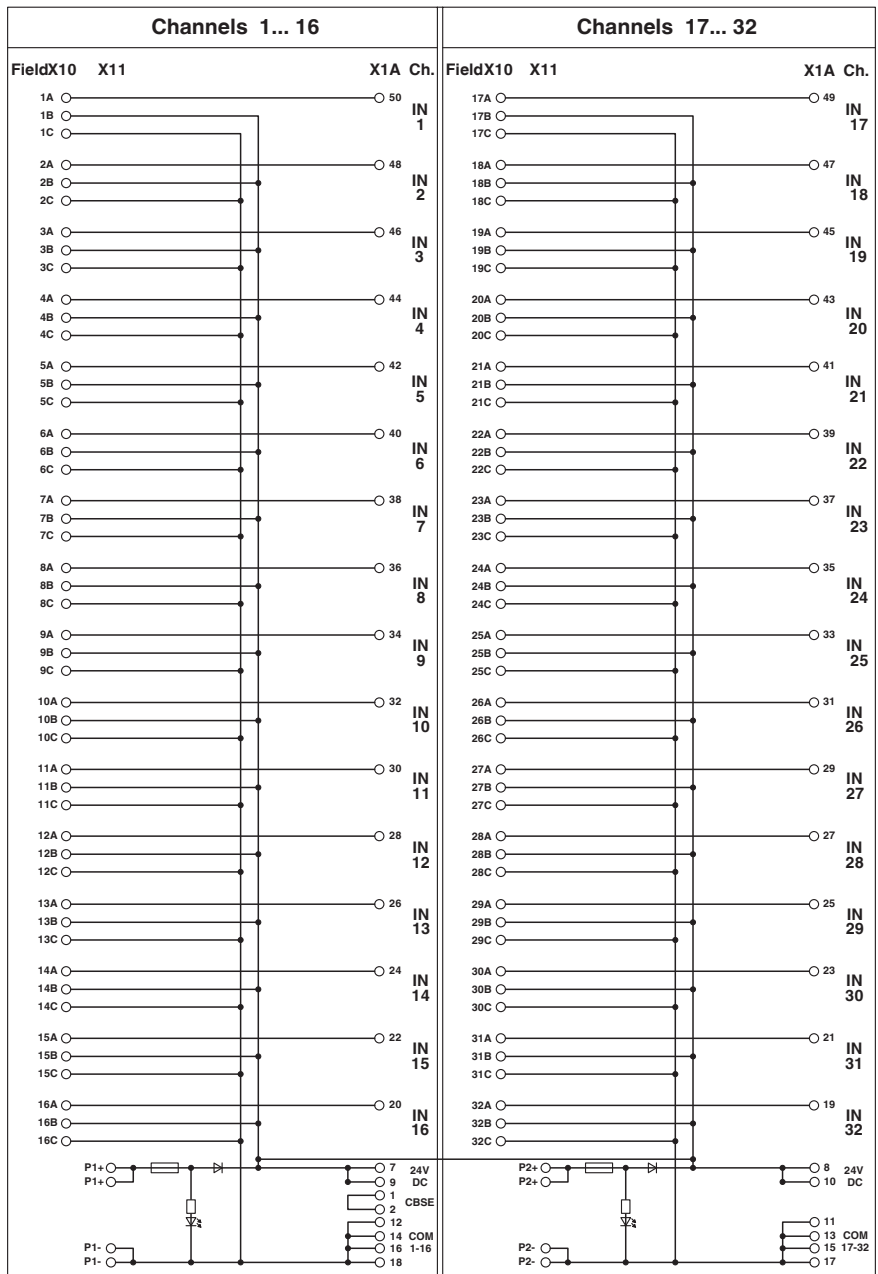 Channels 1... 16
FieldX10 X11 X1A Ch.
1A 50
1B IN
1C 1
2A 48
2B IN
2C 2
3A 46
3B IN
3C 3
4A 44
4B IN
4C 4
5A 42
5B IN
5C 5
6A 40
6B IN
6C 6
7A 38
7B IN
7C 7
8A 36
8B IN
8C 8
9A 34
9B IN
9C 9
10A 32
10B IN
10C 10
11A 30
11B IN
11C 11
12A 28
12B IN
12C 12
13A 26
13B IN
13C 13
14A 24
14B IN
14C 14
15A 22
15B IN
15C 15
16A 20
16B IN
16C 16
P1+ 7 24V
P1+ 9 DC
1
2 CBSE
12
14 COM
P1- 16 1-16
P1- 18
Channels 17... 32
FieldX10 X11 X1A Ch.
17A 49
17B IN
17C 17
18A 47
18B IN
18C 18
19A 45
19B IN
19C 19
20A 43
20B IN
20C 20
21A 41
21B IN
21C 21
22A 39
22B IN
22C 22
23A 37
23B IN
23C 23
24A 35
24B IN
24C 24
25A 33
25B IN
25C 25
26A 31
26B IN
26C 26
27A 29
27B IN
27C 27
28A 27
28B IN
28C 28
29A 25
29B IN
29C 29
30A 23
30B IN
30C 30
31A 21
31B IN
31C 31
32A 19
32B IN
32C 32
P2+ 8 24V
P2+ 10 DC
11
13 COM
P2- 15 17-32
P2- 17